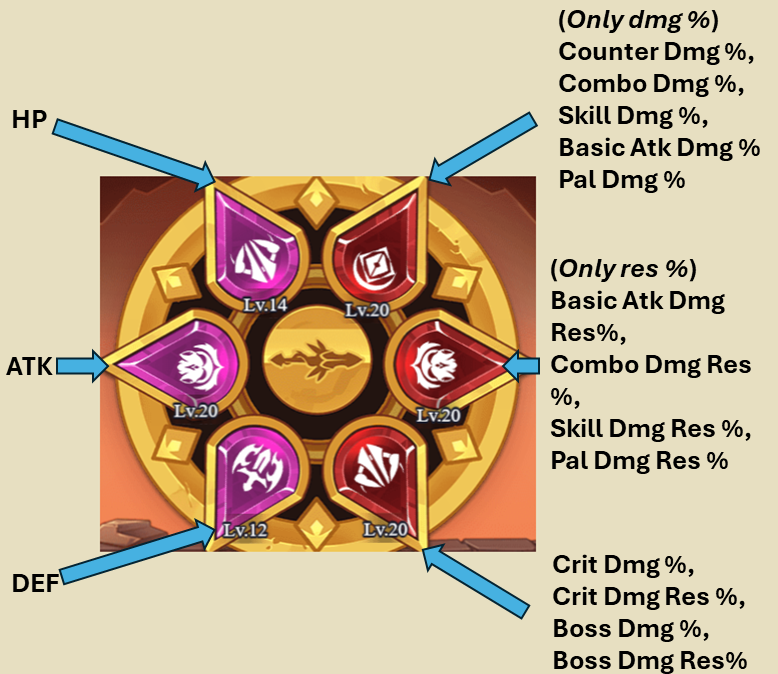 (Only dmg %)
Counter Dmg %,
Combo Dmg %,
Skill Dmg %,
Basic Atk Dmg %
Pal Dmg %
HP
Lv.14
Lv.20
(Only res %)
Basic Atk Dmg
Res%,
Combo Dmg Res
%,
Skill Dmg Res %,
Pal Dmg Res %
ATK
Lv.20
Lv.20
Lv.12
Lv.20
DEF
Crit Dmg %,
Crit Dmg Res %,
Boss Dmg %,
Boss Dmg Res%